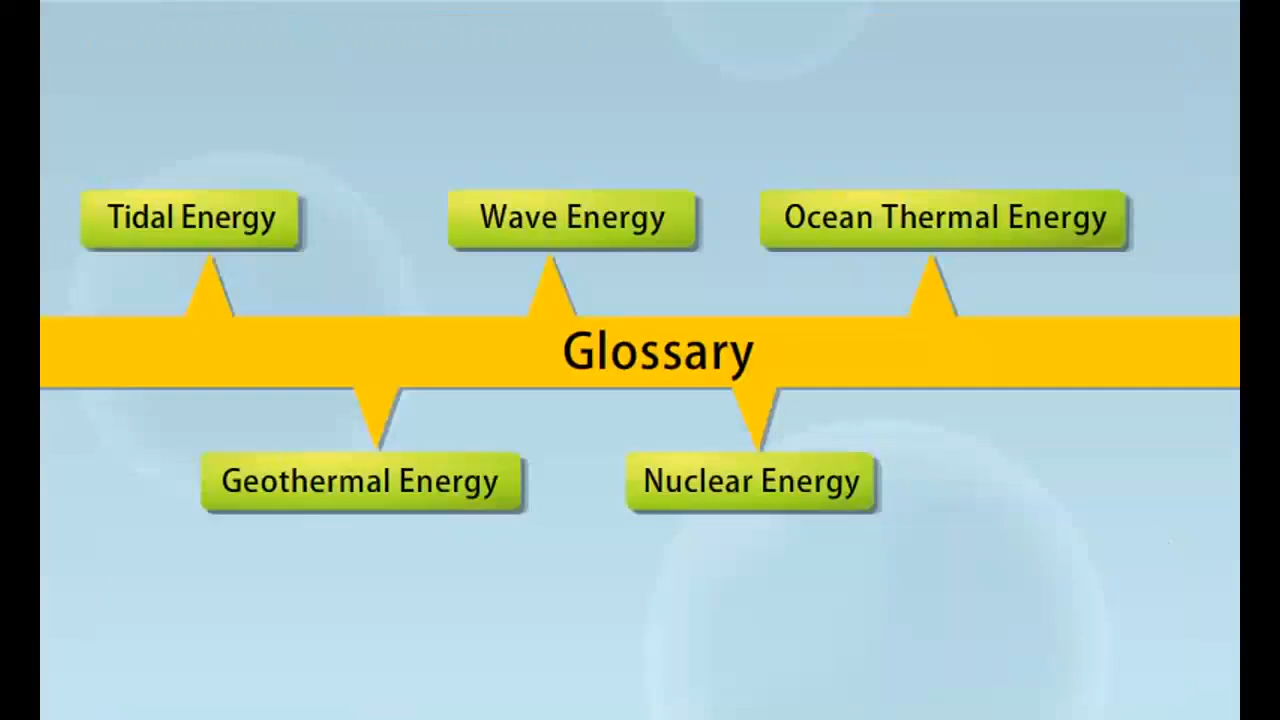 Tidal Energy
Wave Energy
Ocean Thermal Energy
Glossary
Geothermal Energy
Nuclear Energy